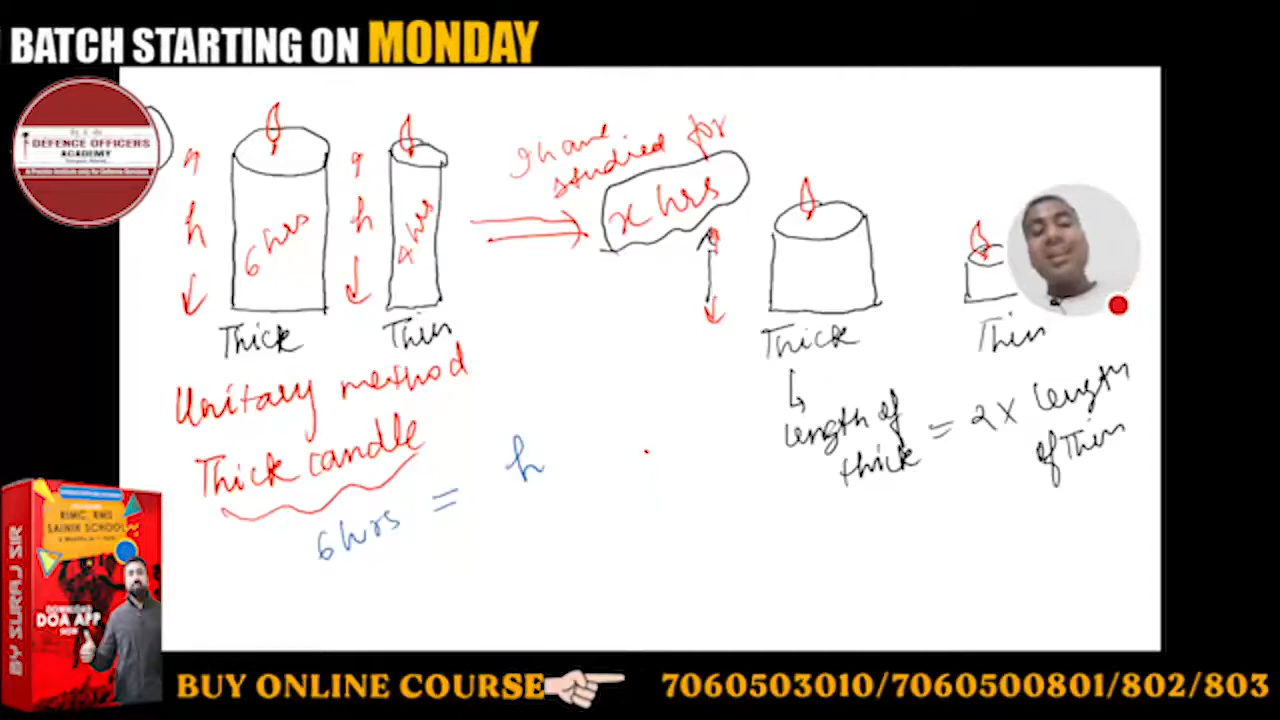 BATCH STARTING ON MONDAY
DEFENCE OFFICERS
ACADEMY
h
6 hrs
h
4 hrs
I have
studied for
x hrs
Thick
Thin
Thick
Thin
Unitary method
Thick candle
6 hrs = h
length of
thick
= 2 x length
of Thin
BY SURAJ SIR
RIMC, RMS
SAINIK SCHOOL
DOWNLOAD
DOA APP
NOW
BUY ONLINE COURSE
7060503010/7060500801/802/803